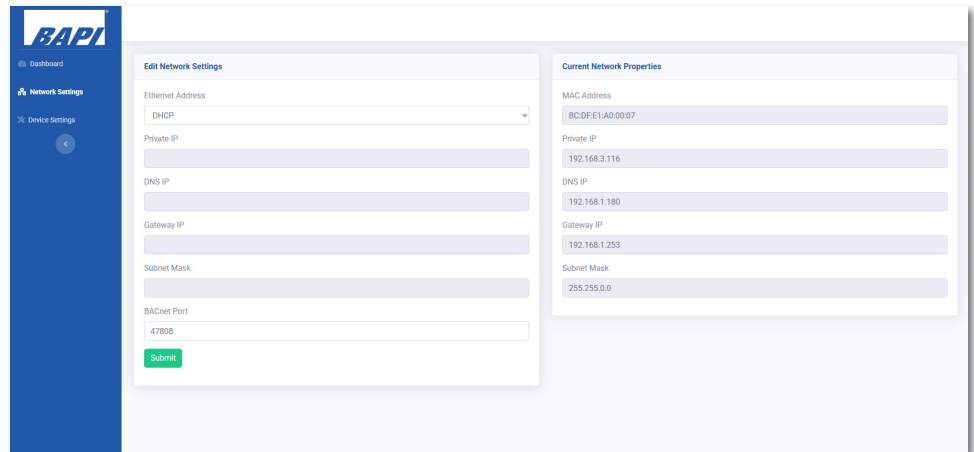 BAPI
Dashboard
Network Settings
Device Settings
Edit Network Settings
Ethernet Address
DHCP
Private IP
DNS IP
Gateway IP
Subnet Mask
BACnet Port
47808
Submit
Current Network Properties
MAC Address
BC:DF:E1:A0:00:07
Private IP
192.168.3.116
DNS IP
192.168.1.180
Gateway IP
192.168.1.253
Subnet Mask
255.255.0.0